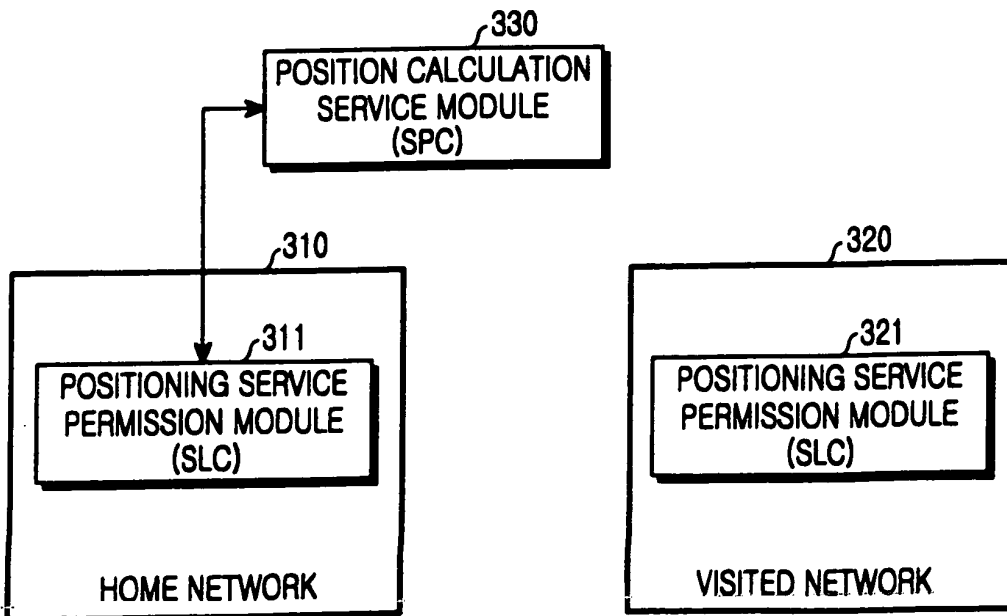 330
POSITION CALCULATION
SERVICE MODULE
(SPC)
310
311
POSITIONING SERVICE
PERMISSION MODULE
(SLC)
HOME NETWORK
320
321
POSITIONING SERVICE
PERMISSION MODULE
(SLC)
VISITED NETWORK